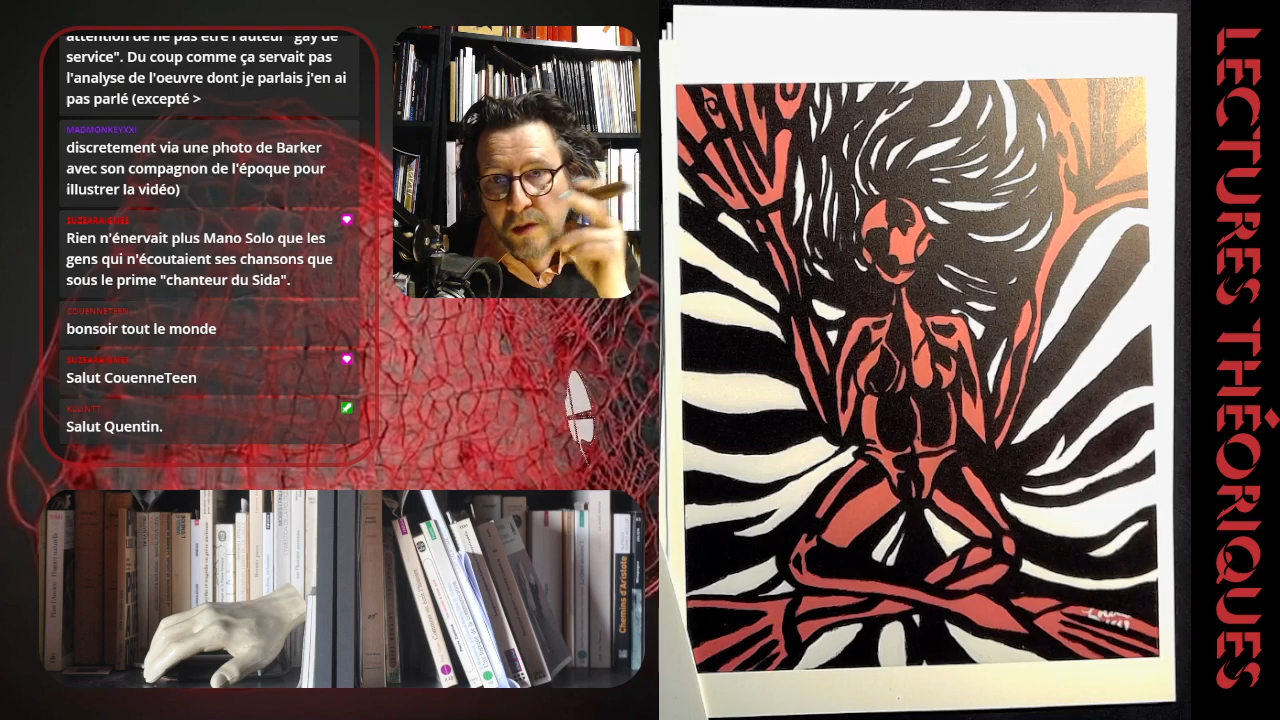 attention de ne pas être l'auteur "gay de
service". Du coup comme ça servait pas
l'analyse de l'oeuvre dont je parlais j'en ai
pas parlé (excepté >
MADMONKEYXXI
discretement via une photo de Barker
avec son compagnon de l'époque pour
illustrer la vidéo)
Rien n'énervait plus Mano Solo que les
gens qui n'écoutaient ses chansons que
sous le prime "chanteur du Sida".
COUENNETEEN
bonsoir tout le monde
Salut CouenneTeen
Salut Quentin.
Chemins d'Aristote
LECTURES THÉORIQUES